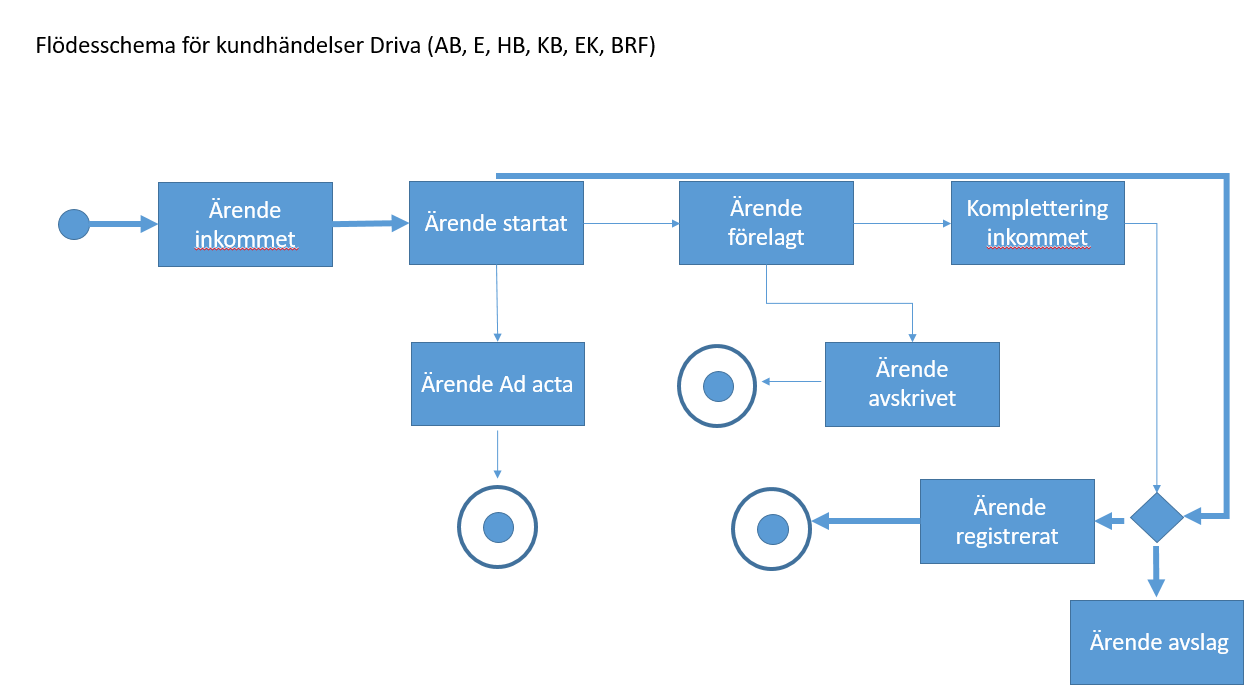 Flödesschema för kundhändelser Driva (AB, E, HB, KB, EK, BRF)
Ärende
inkommet
Ärende startat
Ärende
förelagt
Komplettering
inkommet
Ärende Ad acta
Ärende
avskrivet
Ärende
registrerat
Ärende avslag